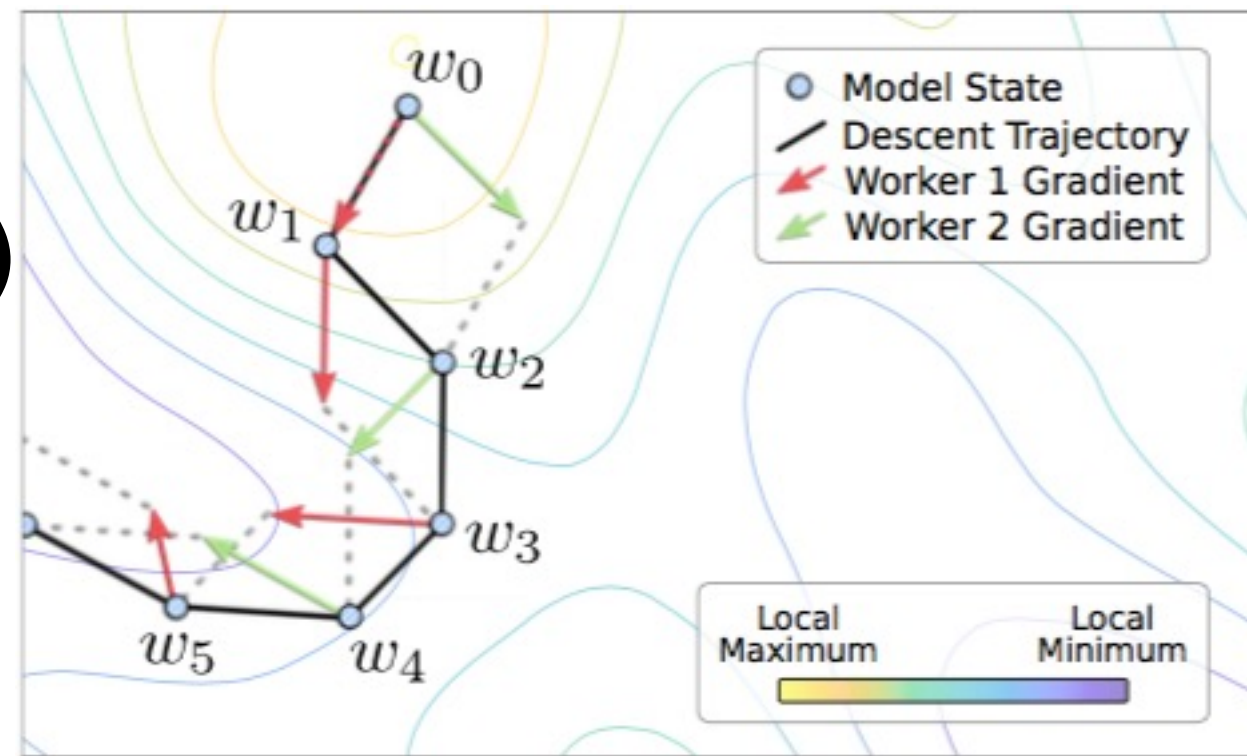 w₀
w₁
w₂
w₃
w₄
w₅
Model State
Descent Trajectory
Worker 1 Gradient
Worker 2 Gradient
Local Maximum
Local Minimum